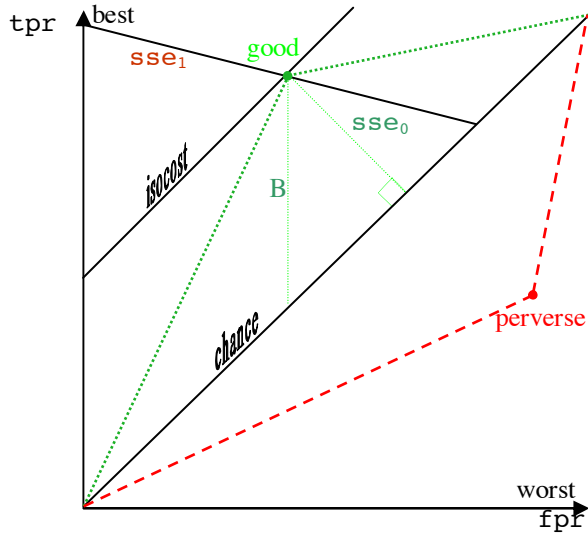 best
tpr
good
sse₁
sse₀
isocost
B
chance
perverse
worst
fpr